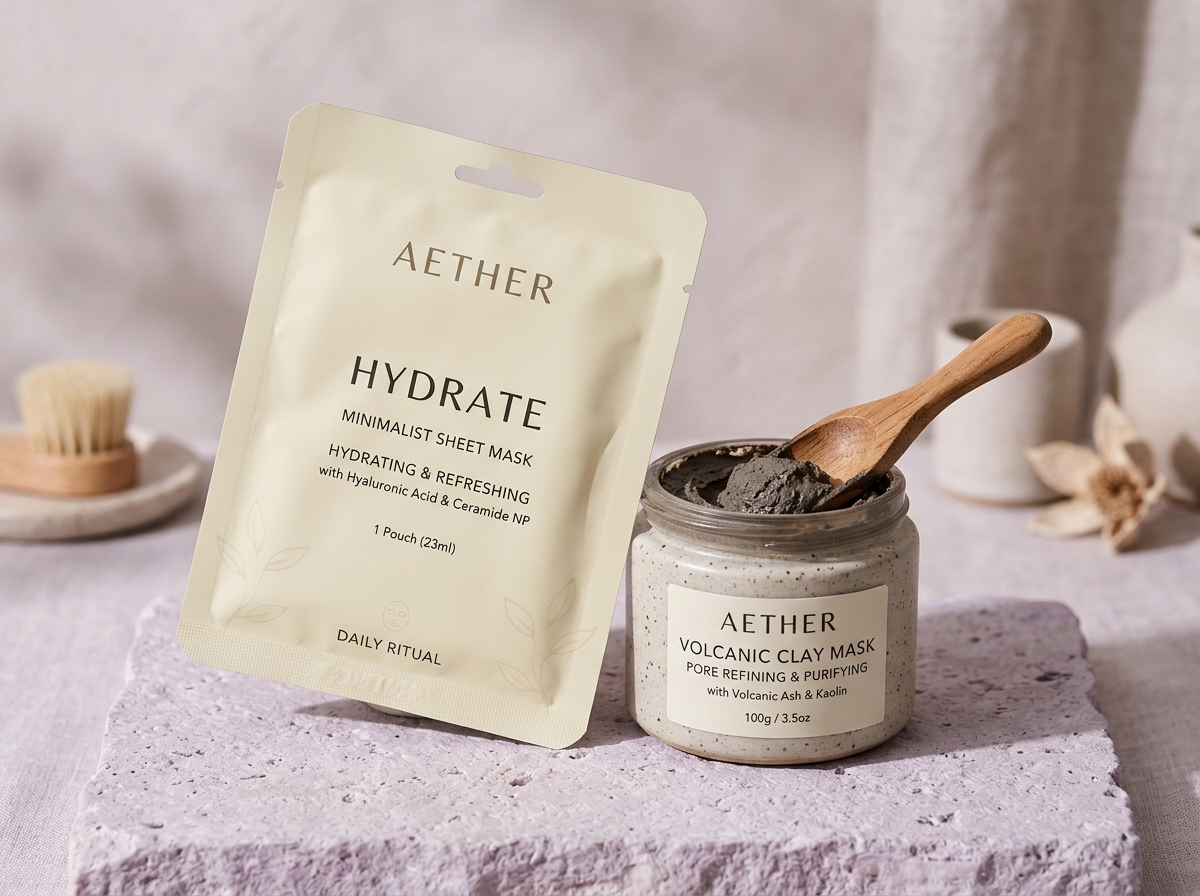 AETHER
HYDRATE
MINIMALIST SHEET MASK
HYDRATING & REFRESHING
with Hyaluronic Acid & Ceramide NP
1 Pouch (23ml)
DAILY RITUAL
AETHER
VOLCANIC CLAY MASK
PORE REFINING & PURIFYING
with Volcanic Ash & Kaolin
100g / 3.5oz